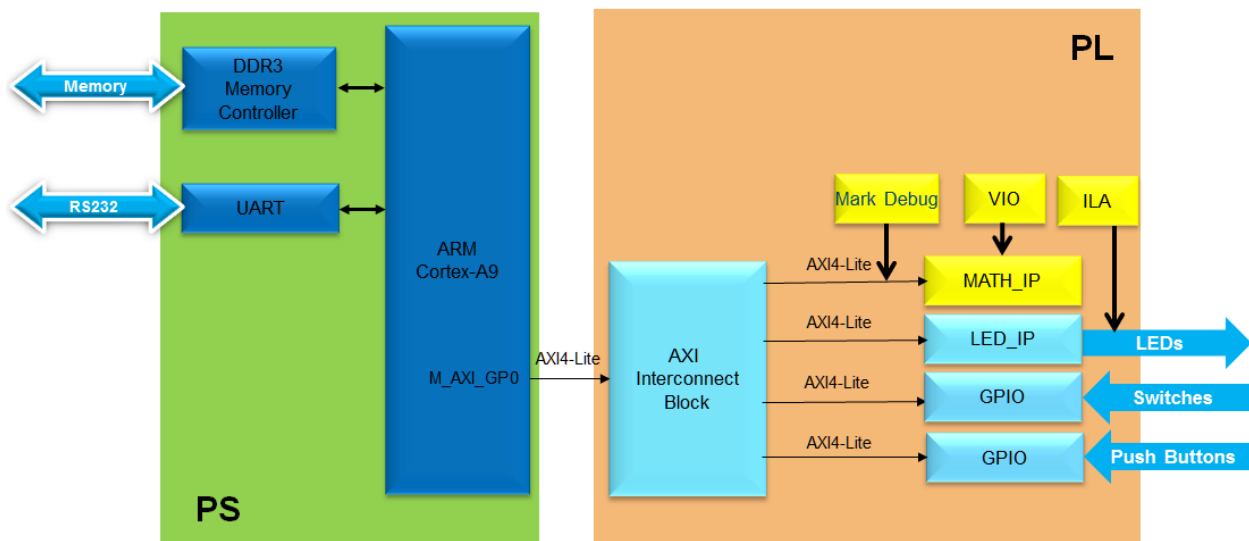 PL
DDR3
Memory
Controller
Memory
UART
RS232
ARM
Cortex-A9
M_AXI_GP0
AXI4-Lite
PS
AXI
Interconnect
Block
Mark Debug
VIO
ILA
AXI4-Lite
MATH_IP
AXI4-Lite
LED_IP
LEDs
AXI4-Lite
GPIO
Switches
AXI4-Lite
GPIO
Push Buttons